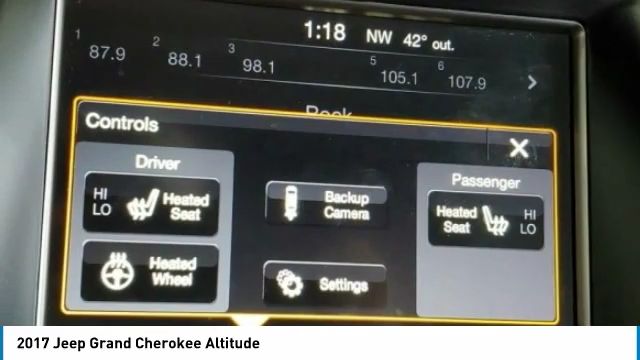 1:18 NW 42° out.
1 2 3 5 6
87.9 88.1 98.1 105.1 107.9
Rock
Controls
Driver
Passenger
HI
LO
Heated
Seat
Backup
Camera
Heated
Seat
HI
LO
Heated
Wheel
Settings
2017 Jeep Grand Cherokee Altitude